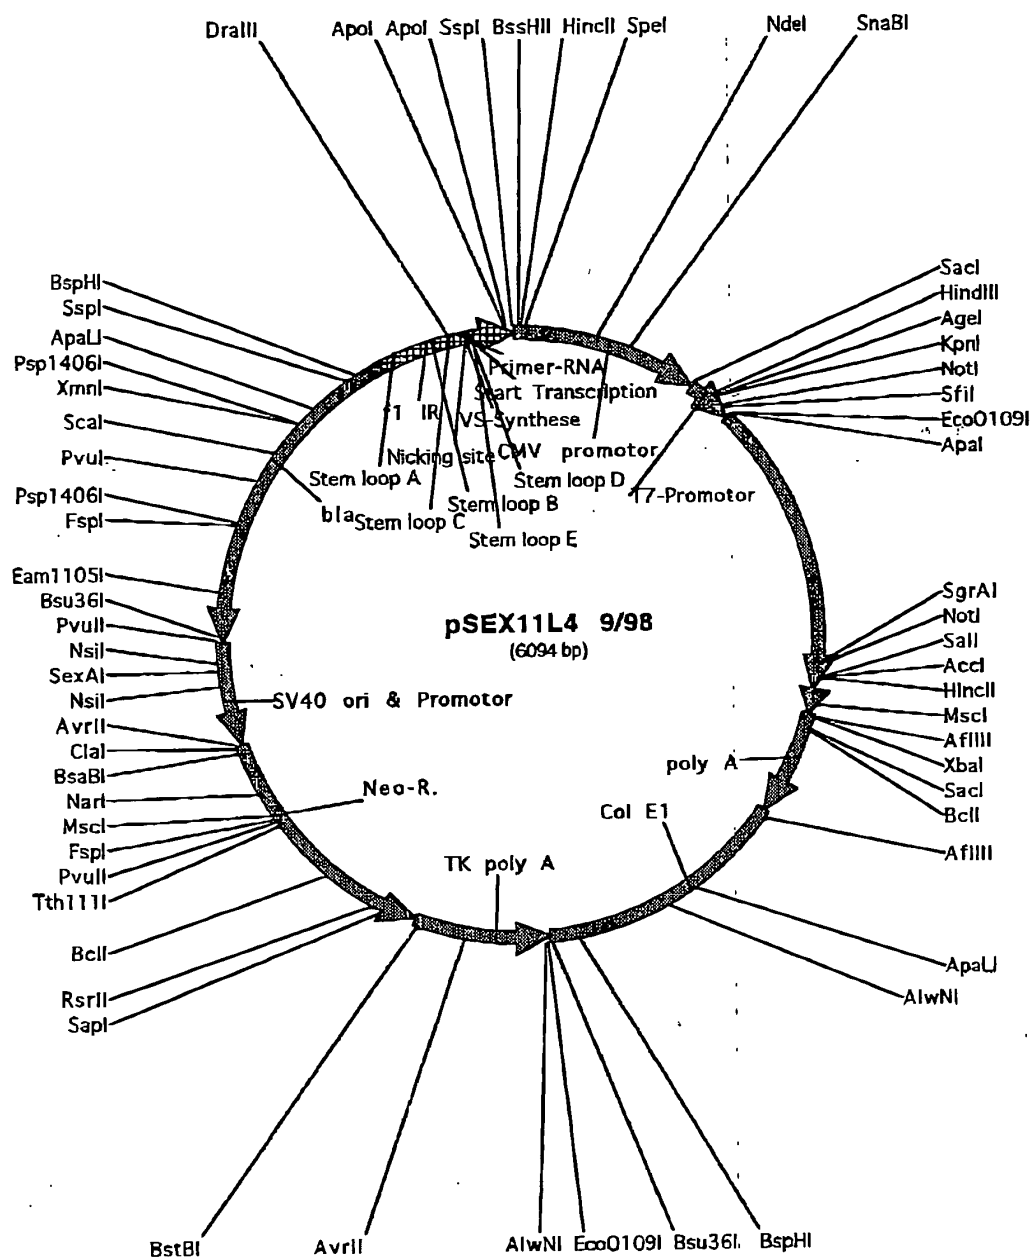 DraIII ApoI ApoI SspI BssHII HincII SpeI NdeI SnaBI
BspHI
SspI
ApaLI
Psp1406I
XmnI
ScaI
PvuI
Psp1406I
FspI
Eam1105I
Bsu36I
PvuII
NsiI
SexAI
NsiI
AvrII
ClaI
BsaBI
NarI
MscI
FspI
PvuII
Tth111I
BclI
RsrII
SapI
SacI
HindIII
AgeI
KpnI
NotI
SfiI
EcoO109I
ApaI
Primer-RNA
Start Transcription
f1 IR VS-Synthese
Nicking site CMV promotor
Stem loop A Stem loop D
T7-Promotor
Stem loop B
bla Stem loop C
Stem loop E
pSEX11L4 9/98
(6094 bp)
SV40 ori & Promotor
poly A
Neo-R.
Col E1
TK poly A
SgrAI
NotI
SalI
AccI
HincII
MscI
AflIII
XbaI
SacI
BclI
AflIII
ApaLI
AlwNI
BstBI AvrII AlwNI EcoO109I Bsu36I BspHI